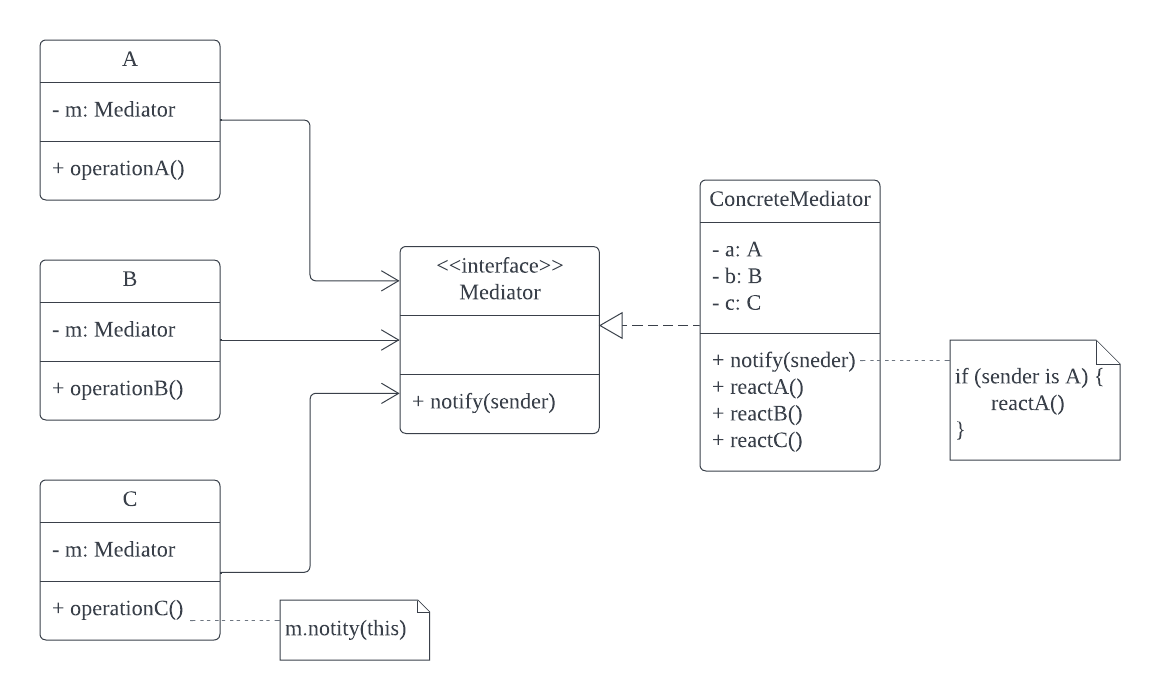 A
- m: Mediator
+ operationA()
B
- m: Mediator
+ operationB()
C
- m: Mediator
+ operationC()
m.notity(this)
<<interface>>
Mediator
+ notify(sender)
ConcreteMediator
- a: A
- b: B
- c: C
+ notify(sneder)
+ reactA()
+ reactB()
+ reactC()
if (sender is A) {
reactA()
}